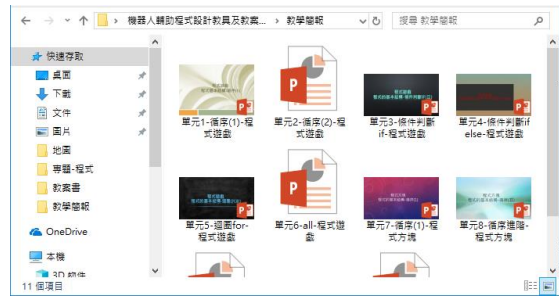 機器人輔助程式設計教具及教案... › 教學簡報
搜尋 教學簡報
快速存取
桌面
下載
文件
圖片
地圖
專題-程式
教案書
教學簡報
OneDrive
本機
3D 物件
單元1-循序(1)-程
式遊戲
單元2-循序(2)-程
式遊戲
單元3-條件判斷
if-程式遊戲
單元4-條件判斷if
else-程式遊戲
單元5-迴圈for-
程式遊戲
單元6-all-程式遊
戲
單元7-循序(1)-程
式方塊
單元8-循序進階-
程式方塊
11 個項目